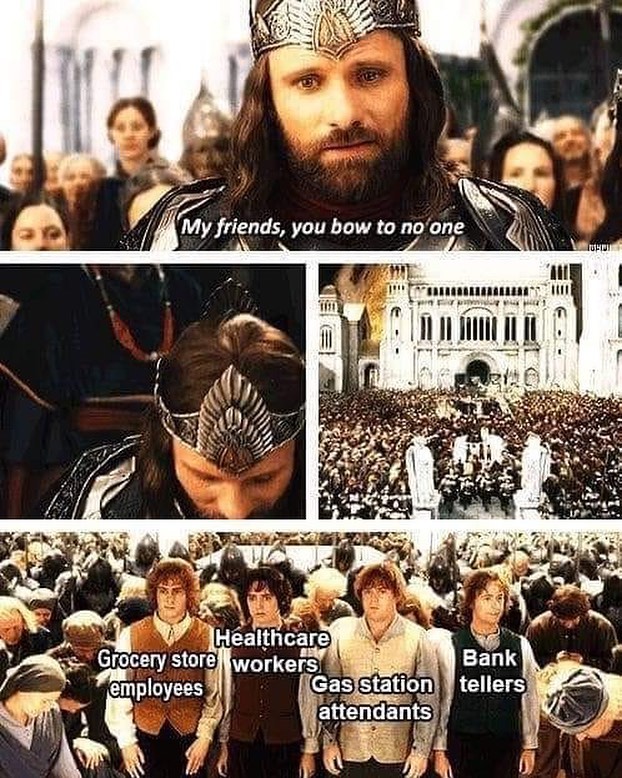 My friends, you bow to no one
Grocery store
employees
Healthcare
workers
Gas station
attendants
Bank
tellers